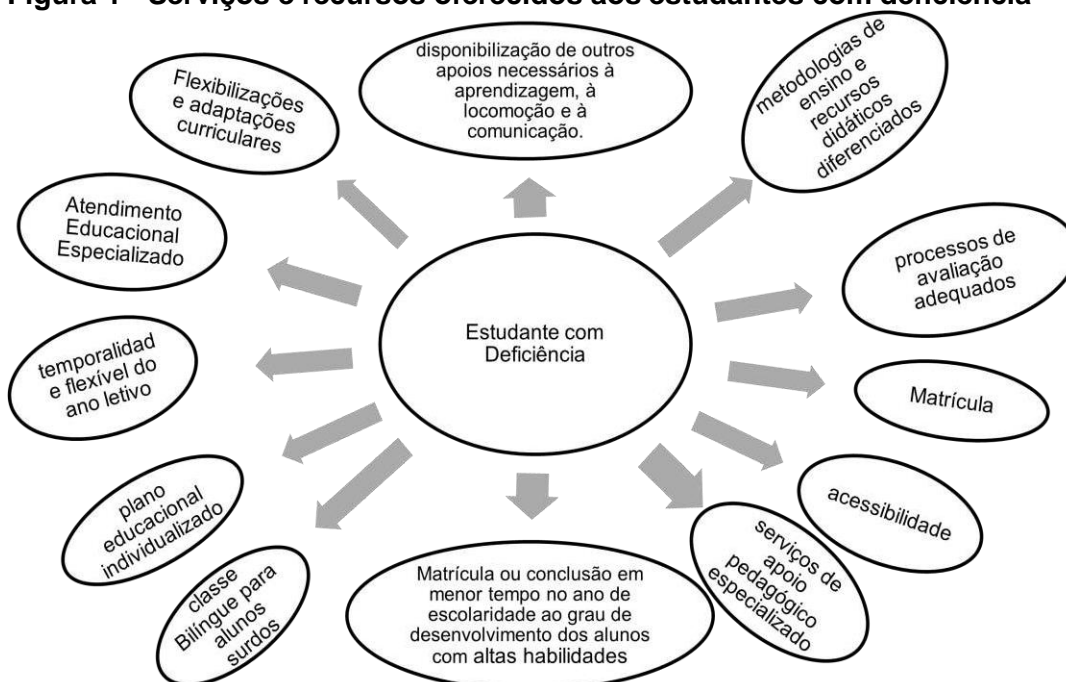 Figura 1 - Serviços e recursos oferecidos aos estudantes com deficiência
disponibilização de outros
apoios necessários à
aprendizagem, à
locomoção e à
comunicação.
metodologias de
ensino e
recursos
didáticos
diferenciados
processos de
avaliação
adequados
Matrícula
acessibilidade
serviços de
apoio
pedagógico
especializado
Matrícula ou conclusão em
menor tempo no ano de
escolaridade ao grau de
desenvolvimento dos alunos
com altas habilidades
classe
Bilíngue para
alunos
surdos
plano
educacional
individualizado
temporalidad
e flexível do
ano letivo
Atendimento
Educacional
Especializado
Flexibilizações
e adaptações
curriculares
Estudante com
Deficiência